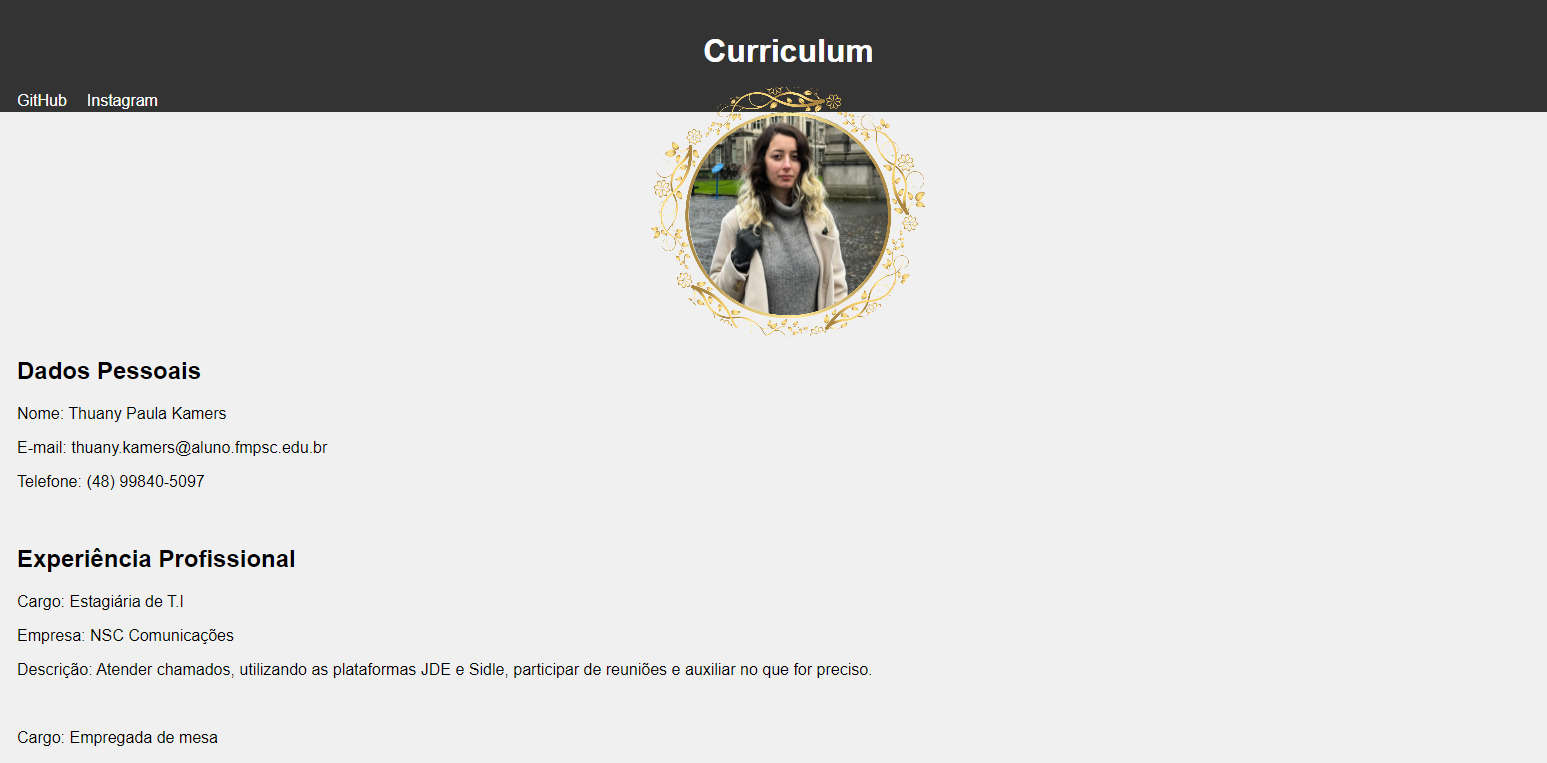 Curriculum
GitHub Instagram
Dados Pessoais
Nome: Thuany Paula Kamers
E-mail: thuany.kamers@aluno.fmpsc.edu.br
Telefone: (48) 99840-5097
Experiência Profissional
Cargo: Estagiária de T.I
Empresa: NSC Comunicações
Descrição: Atender chamados, utilizando as plataformas JDE e Sidle, participar de reuniões e auxiliar no que for preciso.
Cargo: Empregada de mesa